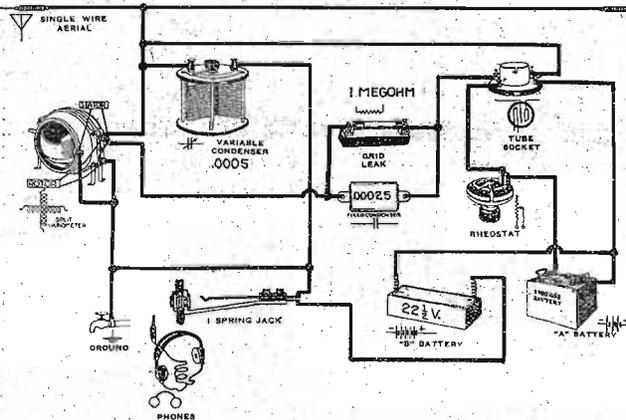 SINGLE WIRE
AERIAL
STATOR
VARIABLE
CONDENSER
.0005
1 MEGOHM
GRID
LEAK
TUBE
SOCKET
ROTOR
SPLIT
VARIOMETER
.00025
FIXED CONDENSER
RHEOSTAT
22½ V.
"B" BATTERY
BATTERY
"A" BATTERY
1 SPRING JACK
GROUND
PHONES